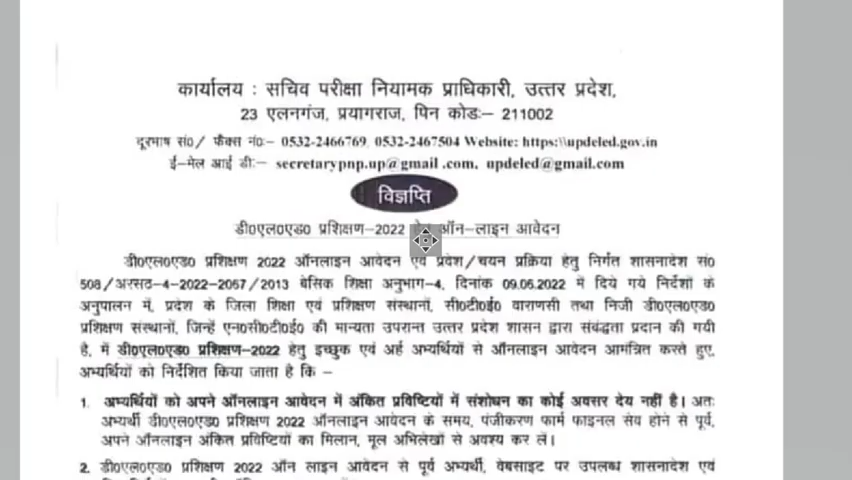 कार्यालय : सचिव परीक्षा नियामक प्राधिकारी, उत्तर प्रदेश,
23 एलनगंज, प्रयागराज, पिन कोडः– 211002
दूरभाष सं0/ फैक्स नं0:– 0532-2466769, 0532-2467504 Website: https:\\updeled.gov.in
ई–मेल आई डी:– secretarypnp.up@gmail .com, updeled@gmail.com
विज्ञप्ति
डी0एल0एड0 प्रशिक्षण–2022 ऑन–लाइन आवेदन
डी0एल0एड0 प्रशिक्षण 2022 ऑनलाइन आवेदन एवं प्रवेश/चयन प्रक्रिया हेतु निर्गत शासनादेश सं0
508/अरसठ–4–2022–2067/2013 बेसिक शिक्षा अनुभाग–4, दिनांक 09.06.2022 में दिये गये निर्देशों के
अनुपालन में, प्रदेश के जिला शिक्षा एवं प्रशिक्षण संस्थानों, सी0टी0ई0 वाराणसी तथा निजी डी0एल0एड0
प्रशिक्षण संस्थानों, जिन्हें एन0सी0टी0ई0 की मान्यता उपरान्त उत्तर प्रदेश शासन द्वारा संबंद्धता प्रदान की गयी
है, में डी0एल0एड0 प्रशिक्षण–2022 हेतु इच्छुक एवं अर्ह अभ्यर्थियों से ऑनलाइन आवेदन आमंत्रित करते हुए,
अभ्यर्थियों को निर्देशित किया जाता है कि –
1. अभ्यर्थियों को अपने ऑनलाइन आवेदन में अंकित प्रविष्टियों में संशोधन का कोई अवसर देय नहीं है। अतः
अभ्यर्थी डी0एल0एड0 प्रशिक्षण 2022 ऑनलाइन आवेदन के समय, पंजीकरण फार्म फाइनल सेव होने से पूर्व,
अपने ऑनलाइन अंकित प्रविष्टियों का मिलान, मूल अभिलेखों से अवश्य कर लें।
2. डी0एल0एड0 प्रशिक्षण 2022 ऑन लाइन आवेदन से पूर्व अभ्यर्थी, वेबसाइट पर उपलब्ध शासनादेश एवं